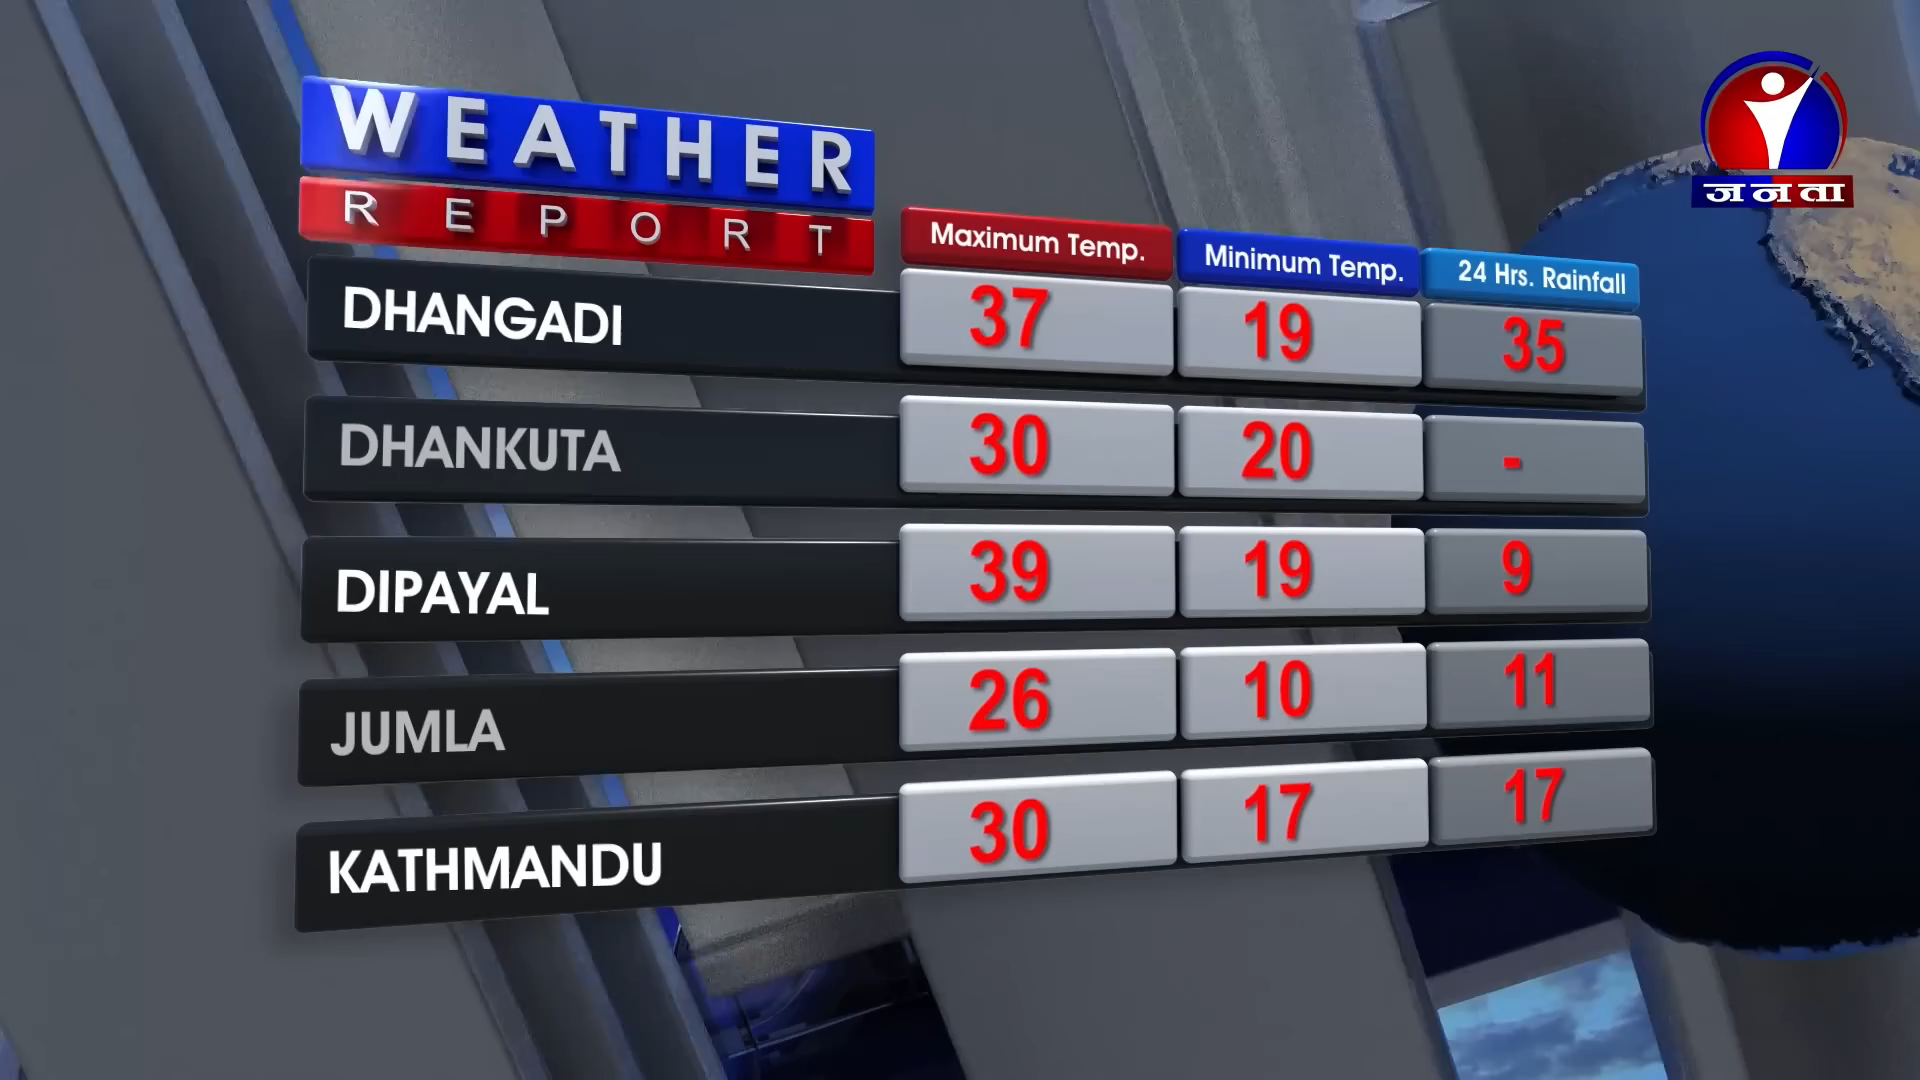 WEATHER
REPORT
जनता
Maximum Temp. Minimum Temp. 24 Hrs. Rainfall
DHANGADI 37 19 35
DHANKUTA 30 20 -
DIPAYAL 39 19 9
JUMLA 26 10 11
KATHMANDU 30 17 17